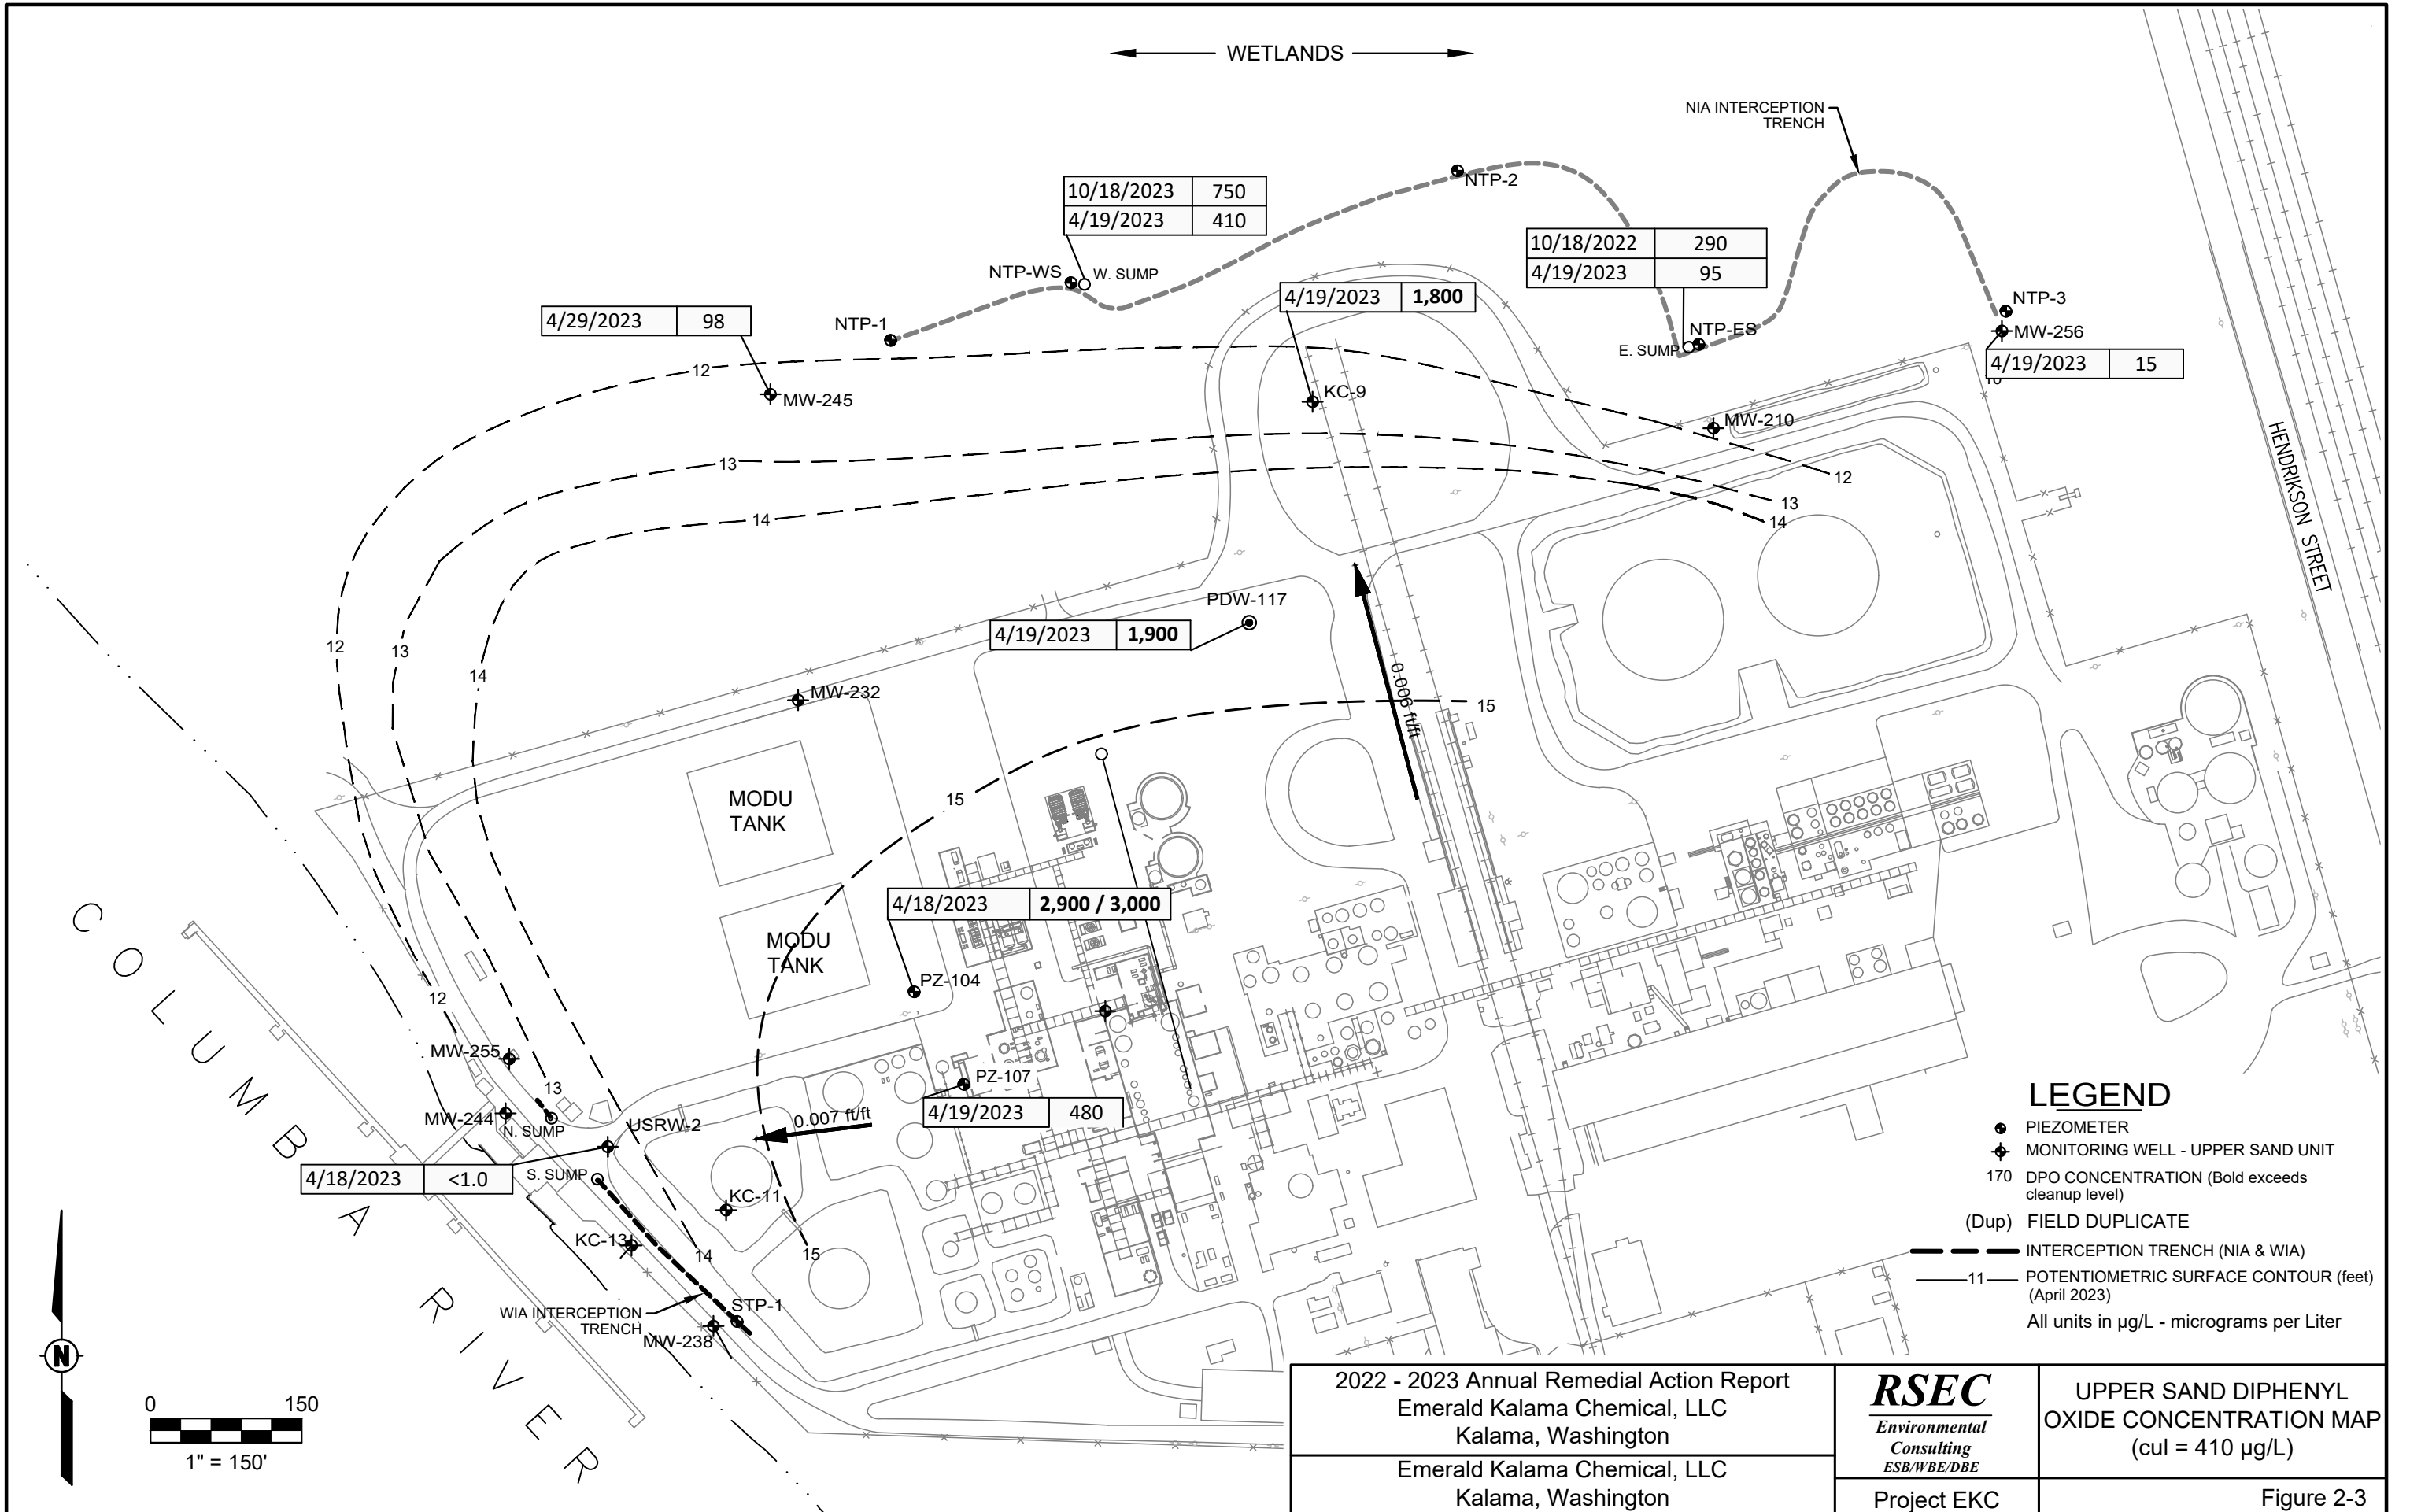 WETLANDS
NIA INTERCEPTION
TRENCH
10/18/2023 750
4/19/2023 410
NTP-2
10/18/2022 290
4/19/2023 95
NTP-WS
W. SUMP
4/19/2023 1,800
4/29/2023 98
NTP-1
NTP-3
NTP-ES
MW-256
E. SUMP
4/19/2023 15
12
MW-245
KC-9
MW-210
HENDRIKSON STREET
13
12
14
13
14
PDW-117
4/19/2023 1,900
12
13
14
0.006 ft/ft
MW-232
15
MODU
TANK
15
4/18/2023 2,900 / 3,000
MODU
TANK
PZ-104
12
MW-255
13
PZ-107
4/19/2023 480
MW-244
N. SUMP
USRW-2
0.007 ft/ft
4/18/2023 <1.0
S. SUMP
KC-11
KC-13
14
15
WIA INTERCEPTION
TRENCH
STP-1
MW-238
COLUMBIA RIVER
N
0 150
1" = 150'
LEGEND
PIEZOMETER
MONITORING WELL - UPPER SAND UNIT
170 DPO CONCENTRATION (Bold exceeds
cleanup level)
(Dup) FIELD DUPLICATE
INTERCEPTION TRENCH (NIA & WIA)
11 POTENTIOMETRIC SURFACE CONTOUR (feet)
(April 2023)
All units in µg/L - micrograms per Liter
2022 - 2023 Annual Remedial Action Report
Emerald Kalama Chemical, LLC
Kalama, Washington
Emerald Kalama Chemical, LLC
Kalama, Washington
RSEC
Environmental
Consulting
ESB/WBE/DBE
Project EKC
UPPER SAND DIPHENYL
OXIDE CONCENTRATION MAP
(cul = 410 µg/L)
Figure 2-3